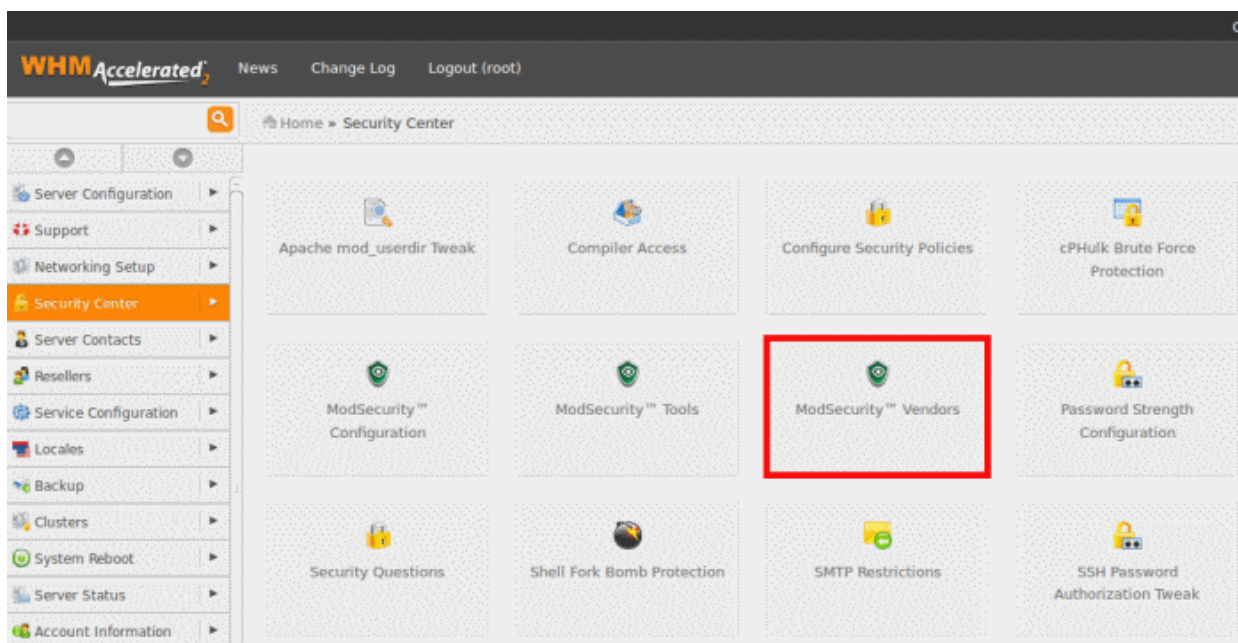 WHM Accelerated2 News Change Log Logout (root)
Home » Security Center
Server Configuration
Support
Networking Setup
Security Center
Server Contacts
Resellers
Service Configuration
Locales
Backup
Clusters
System Reboot
Server Status
Account Information
Apache mod_userdir Tweak
Compiler Access
Configure Security Policies
cPHulk Brute Force
Protection
ModSecurity™
Configuration
ModSecurity™ Tools
ModSecurity™ Vendors
Password Strength
Configuration
Security Questions
Shell Fork Bomb Protection
SMTP Restrictions
SSH Password
Authorization Tweak